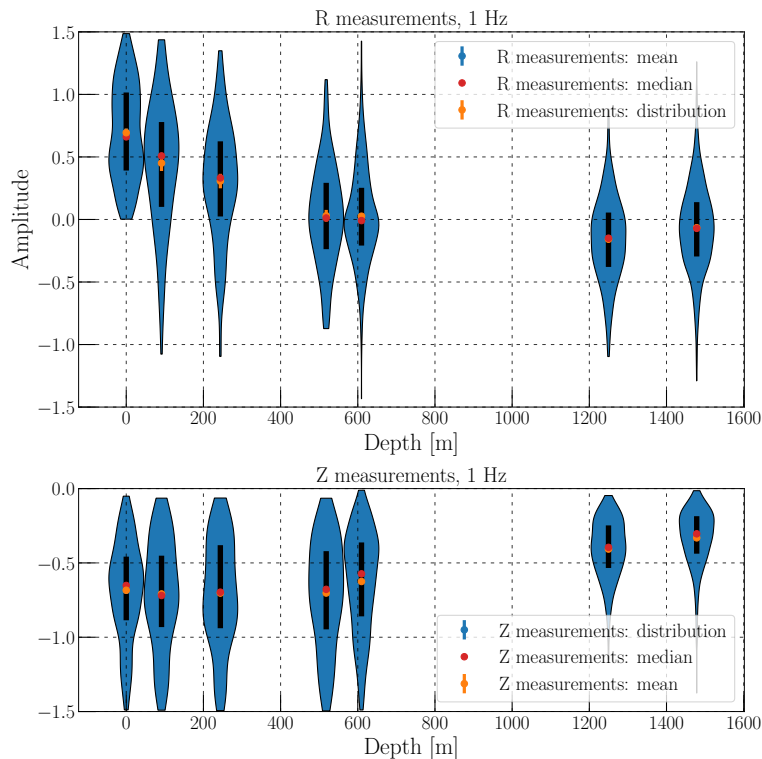 R measurements, 1 Hz
1.5
1.0
0.5
0.0
−0.5
−1.0
−1.5
Amplitude
R measurements: mean
R measurements: median
R measurements: distribution
0 200 400 600 800 1000 1200 1400 1600
Depth [m]
Z measurements, 1 Hz
0.0
−0.5
−1.0
−1.5
Z measurements: distribution
Z measurements: median
Z measurements: mean
0 200 400 600 800 1000 1200 1400 1600
Depth [m]